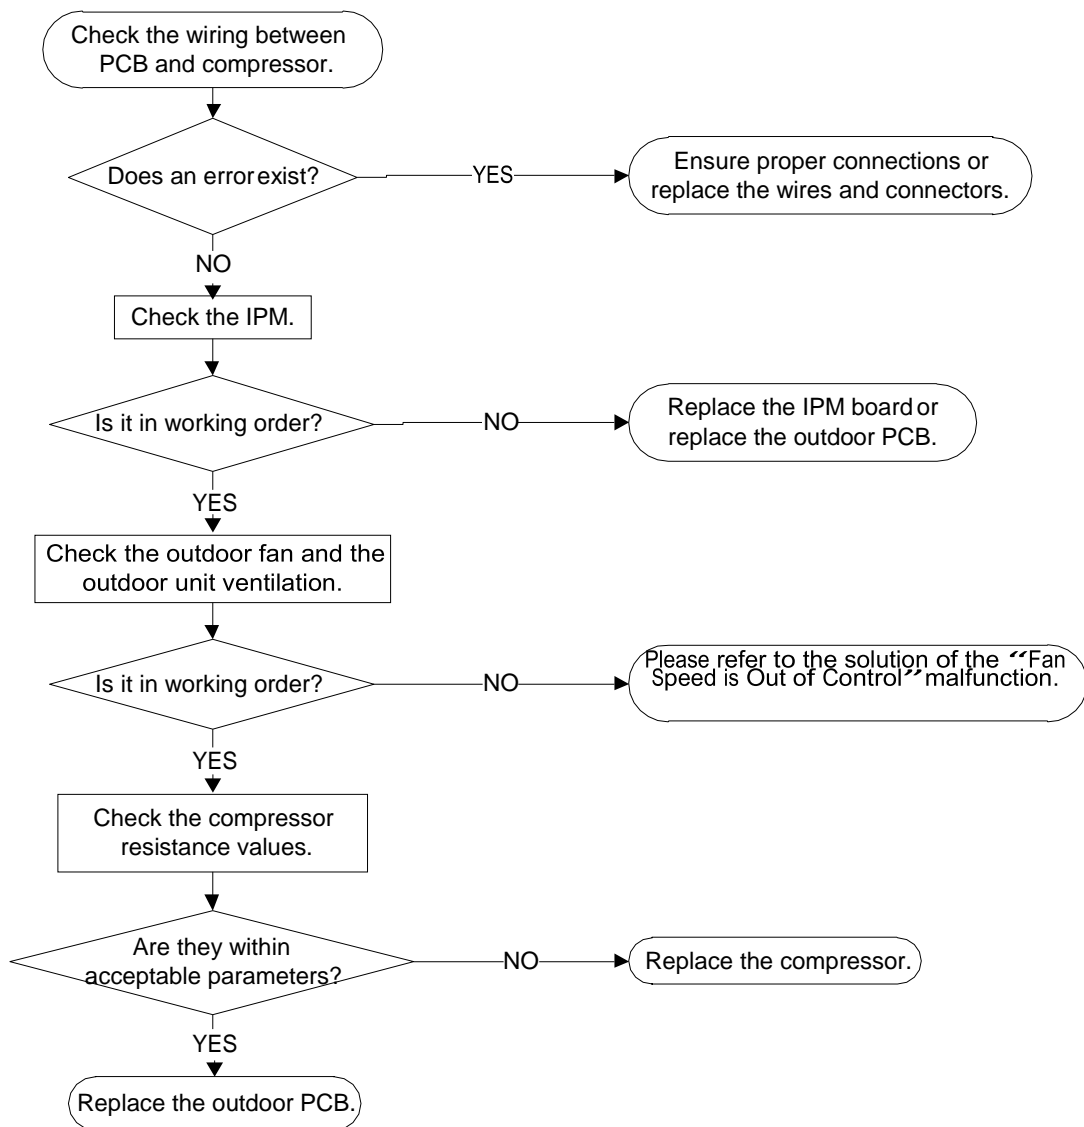 Check the wiring between
PCB and compressor.
Does an error exist?
YES
Ensure proper connections or
replace the wires and connectors.
NO
Check the IPM.
Is it in working order?
NO
Replace the IPM board or
replace the outdoor PCB.
YES
Check the outdoor fan and the
outdoor unit ventilation.
Is it in working order?
NO
Please refer to the solution of the “Fan
Speed is Out of Control” malfunction.
YES
Check the compressor
resistance values.
Are they within
acceptable parameters?
NO
Replace the compressor.
YES
Replace the outdoor PCB.